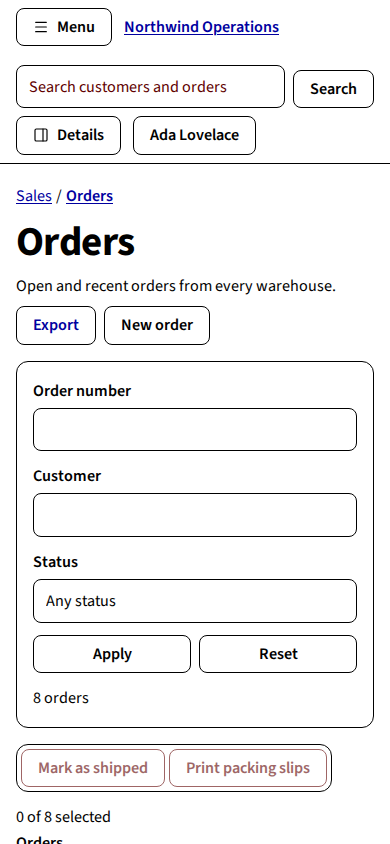 Menu
Northwind Operations
Search customers and orders
Search
Details
Ada Lovelace
Sales / Orders
Orders
Open and recent orders from every warehouse.
Export
New order
Order number
Customer
Status
Any status
Apply
Reset
8 orders
Mark as shipped
Print packing slips
0 of 8 selected
Orders